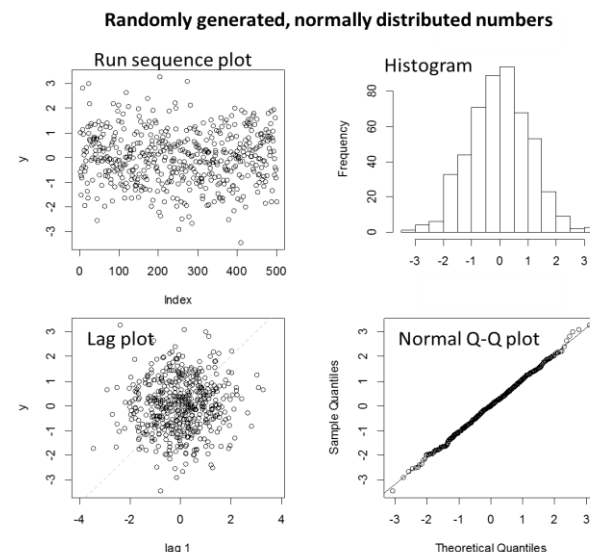 Randomly generated, normally distributed numbers
Run sequence plot
3
2
1
0
-1
-2
-3
y
0 100 200 300 400 500
Index
Histogram
80
60
40
20
0
Frequency
-3 -2 -1 0 1 2 3
Lag plot
3
2
1
0
-1
-2
-3
y
-4 -2 0 2 4
lag 1
Normal Q-Q plot
3
2
1
0
-1
-2
-3
Sample Quantiles
-3 -2 -1 0 1 2 3
Theoretical Quantiles